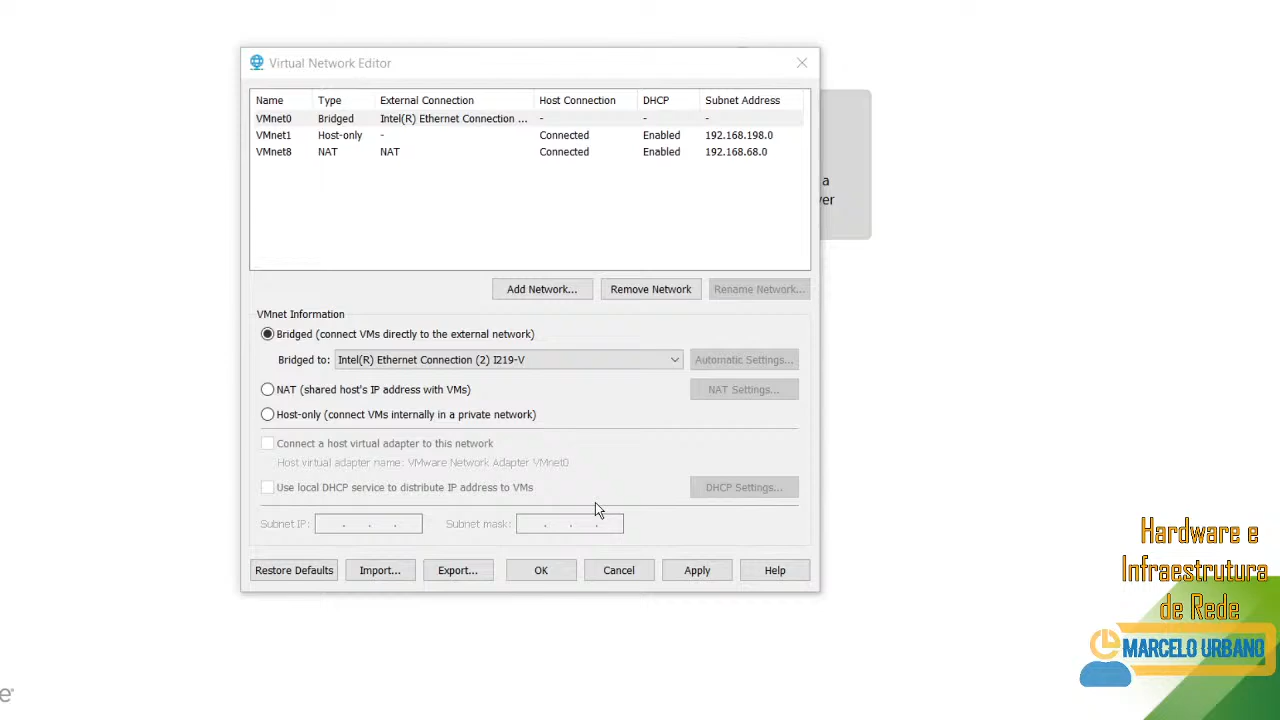 Virtual Network Editor
Name Type External Connection Host Connection DHCP Subnet Address
VMnet0 Bridged Intel(R) Ethernet Connection ... - - -
VMnet1 Host-only - Connected Enabled 192.168.198.0
VMnet8 NAT NAT Connected Enabled 192.168.68.0
a
ver
Add Network... Remove Network Rename Network...
VMnet Information
Bridged (connect VMs directly to the external network)
Bridged to: Intel(R) Ethernet Connection (2) I219-V Automatic Settings...
NAT (shared host's IP address with VMs) NAT Settings...
Host-only (connect VMs internally in a private network)
Connect a host virtual adapter to this network
Host virtual adapter name: VMware Network Adapter VMnet0
Use local DHCP service to distribute IP address to VMs DHCP Settings...
Subnet IP: . . . Subnet mask: . . .
Restore Defaults Import... Export... OK Cancel Apply Help
Hardware e
Infraestrutura
de Rede
MARCELO URBANO
e